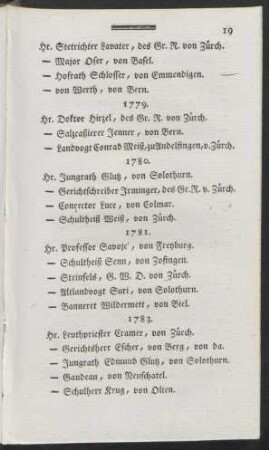 19
Hr. Stetrichter Lavater, des Gr. R. von Zürch.
— Major Oser, von Basel.
— Hofrath Schlosser, von Emmendigen.
— von Werth, von Bern.
1779.
Hr. Doktor Hirzel, des Gr. R. von Zürch.
— Salzcaßierer Jenner, von Bern.
— Landvogt Conrad Meiß, zu Andelfingen, v. Zürch.
1780.
Hr. Jungrath Glutz, von Solothurn.
— Gerichtschreiber Irminger, des Gr. R. v. Zürch.
— Conrector Luce, von Colmar.
— Schultheiß Weiß, von Zürch.
1781.
Hr. Professor Savoje, von Freyburg.
— Schultheiß Senn, von Zofingen.
— Steinfels, G. W. D. von Zürch.
— Altlandvogt Suri, von Solothurn.
— Banneret Wildermett, von Biel.
1783.
Hr. Leuthpriester Cramer, von Zürch.
— Gerichtsherr Escher, von Berg, von da.
— Jungrath Edmund Glutz, von Solothurn.
— Gaudeau, von Neuschatel.
— Schulherr Krug, von Olten.